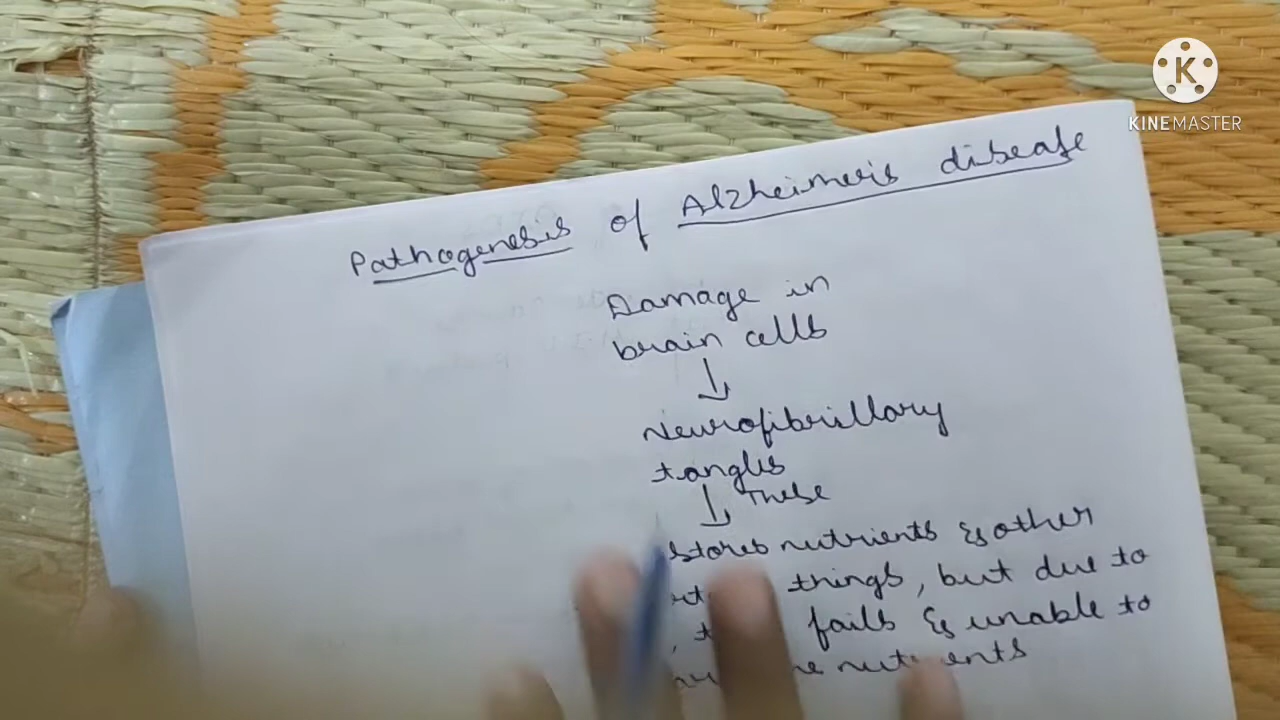 K
KINEMASTER
Pathogenesis of Alzheimer's disease
Damage in
brain cells
↓
Neurofibrillary
tangles
↓ These
stores nutrients & other
things, but due to
fails & unable to
nutrients